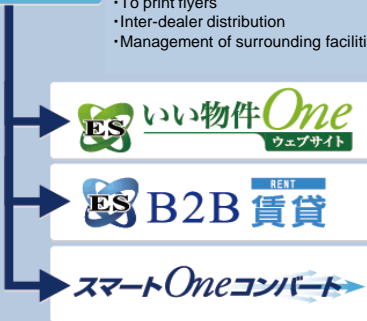 ・To print flyers
・Inter-dealer distribution
・Management of surrounding faciliti
ES いい物件One
ウェブサイト
RENT
ES B2B 賃貸
スマートOneコンバート